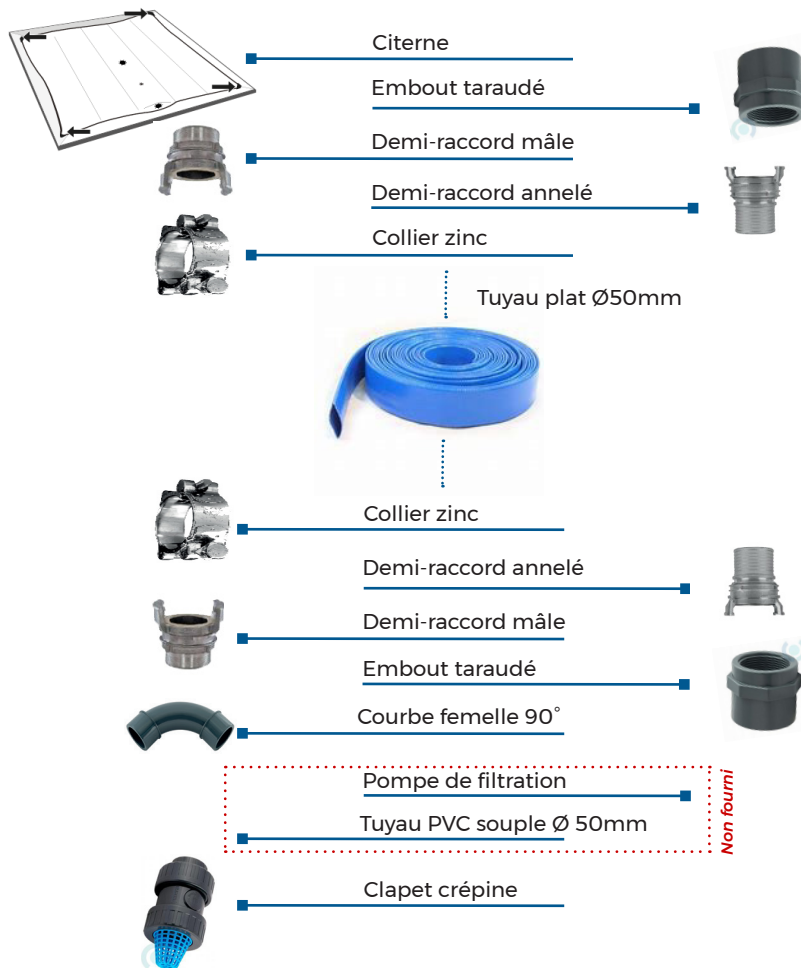 Citerne
Embout taraudé
Demi-raccord mâle
Demi-raccord annelé
Collier zinc
Tuyau plat Ø50mm
Collier zinc
Demi-raccord annelé
Demi-raccord mâle
Embout taraudé
Courbe femelle 90°
Pompe de filtration
Tuyau PVC souple Ø 50mm
Non fourni
Clapet crépine